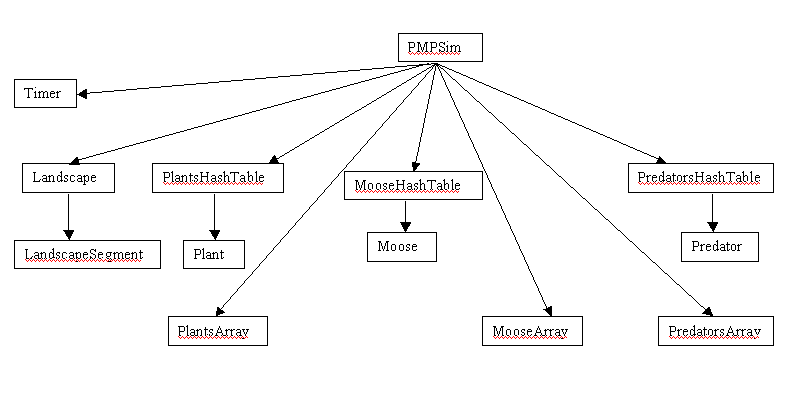 PMPSim
Timer
Landscape
PlantsHashTable
MooseHashTable
PredatorsHashTable
LandscapeSegment
Plant
Moose
Predator
PlantsArray
MooseArray
PredatorsArray